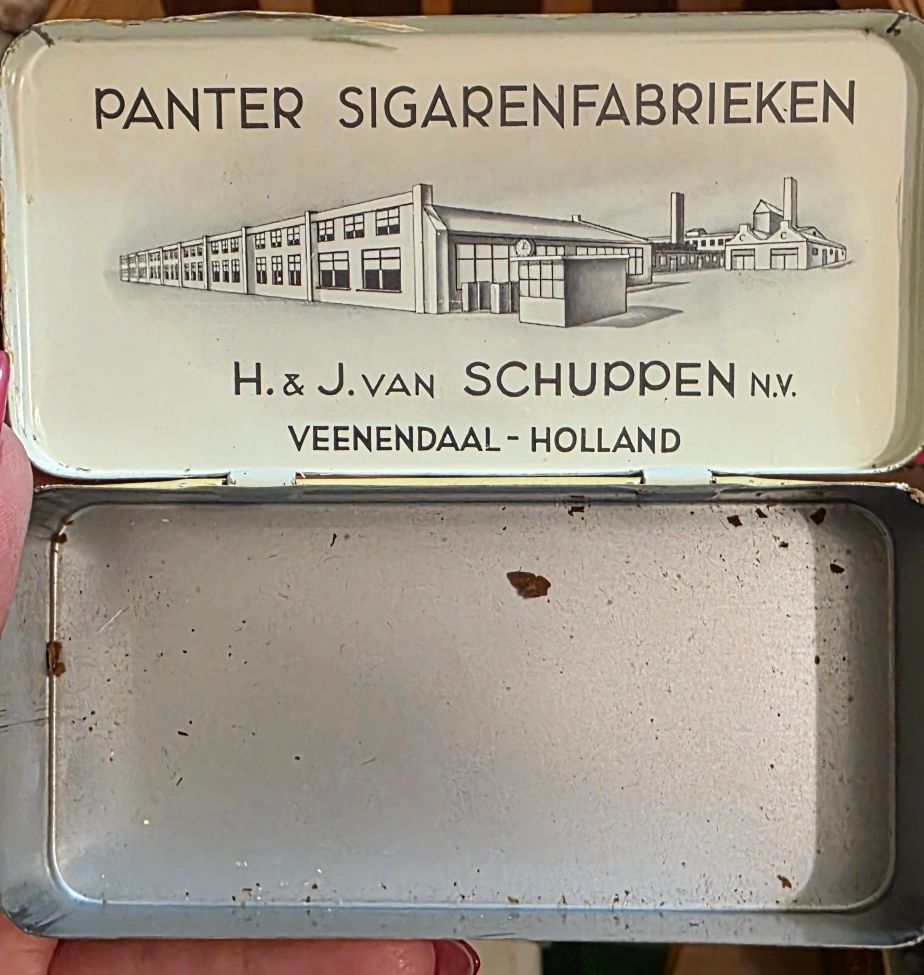 PANTER SIGARENFABRIEKEN
H. & J. VAN SCHUPPEN N.V.
VEENENDAAL - HOLLAND